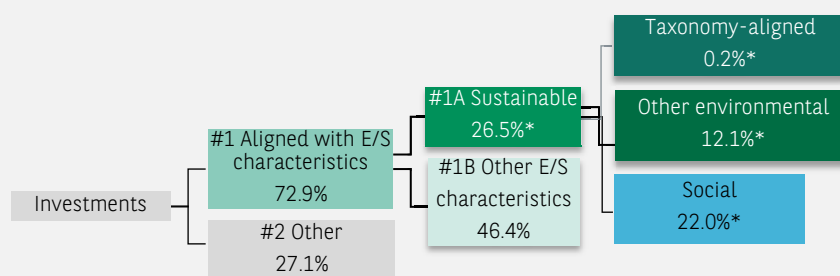 Investments
#1 Aligned with E/S
characteristics
72.9%
#2 Other
27.1%
#1A Sustainable
26.5%*
#1B Other E/S
characteristics
46.4%
Taxonomy-aligned
0.2%*
Other environmental
12.1%*
Social
22.0%*